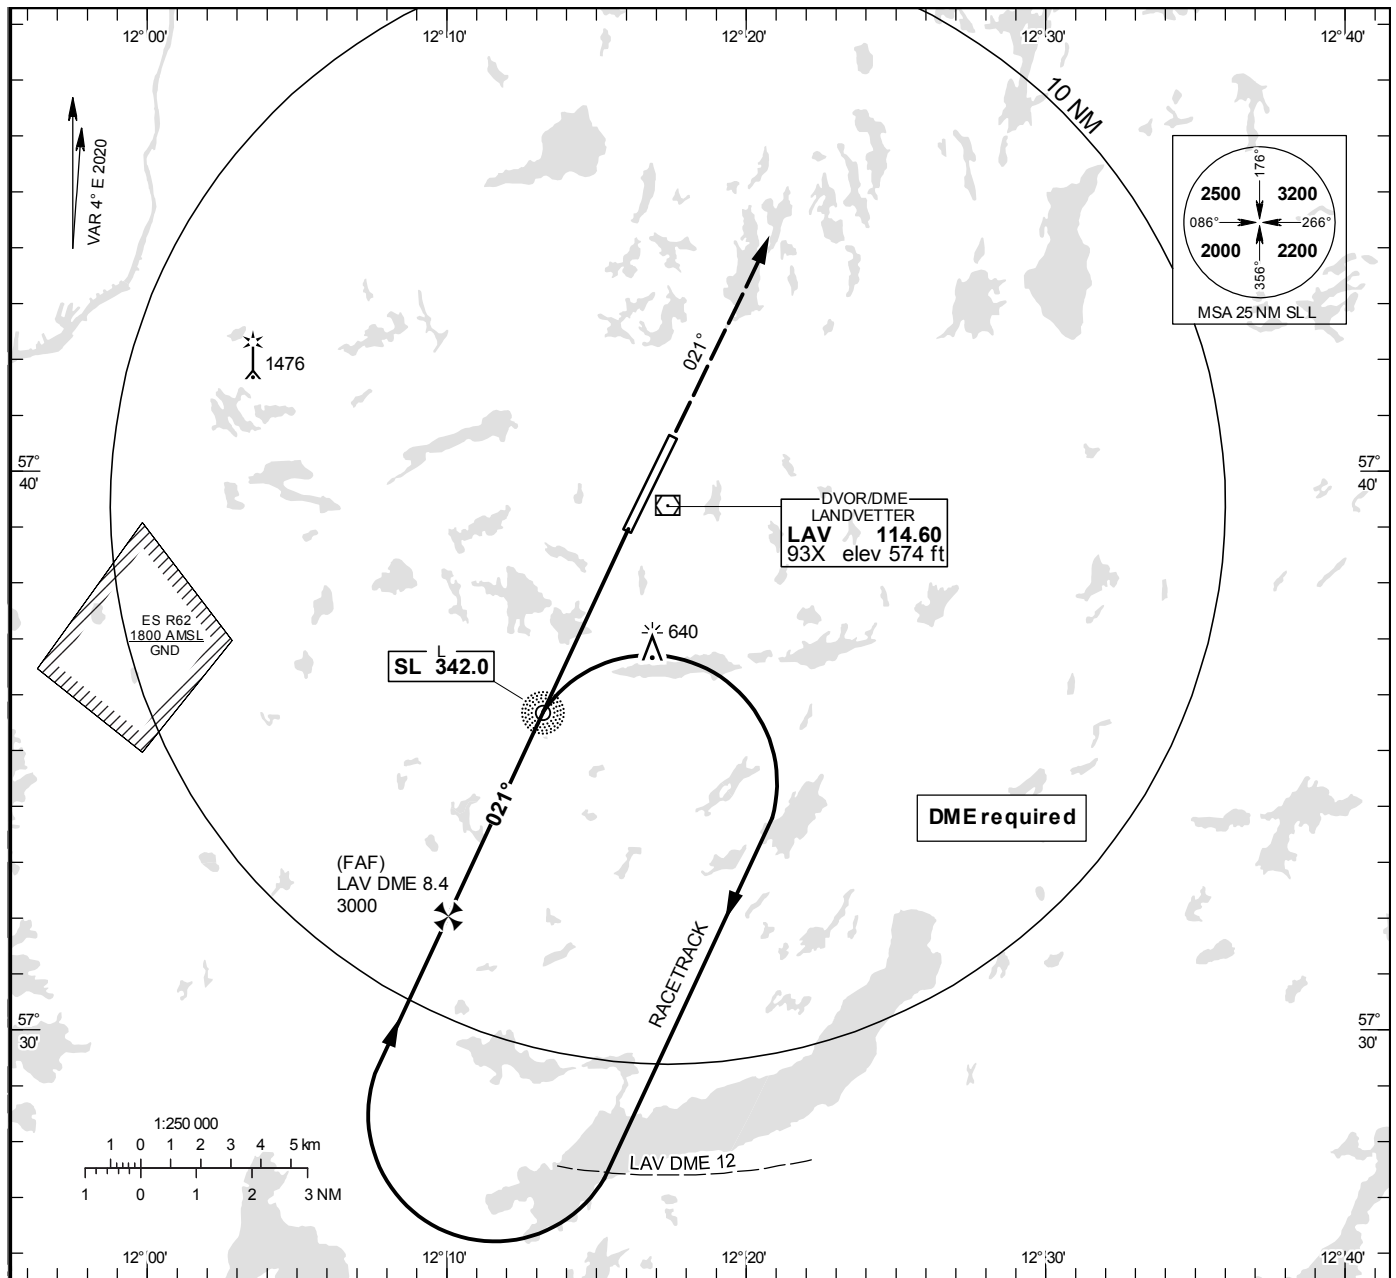 12° 00'
12° 10'
12° 20'
12° 30'
12° 40'
10 NM
VAR 4° E 2020
176°
2500 3200
086° 266°
2000 2200
356°
MSA 25 NM SL L
021°
1476
57°
40'
57°
40'
DVOR/DME
LANDVETTER
LAV 114.60
93X elev 574 ft
ES R62
1800 AMSL
GND
640
L
SL 342.0
021°
DME required
(FAF)
LAV DME 8.4
3000
RACETRACK
57°
30'
57°
30'
1:250 000
1 0 1 2 3 4 5 km
1 0 1 2 3 NM
LAV DME 12
12° 00'
12° 10'
12° 20'
12° 30'
12° 40'